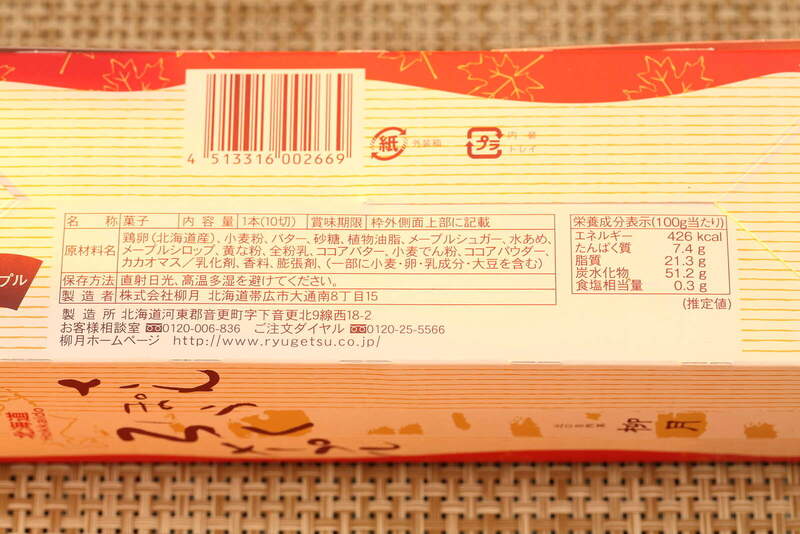 4 513316 002669
紙
外装箱
プラ
内装
トレイ
名 称 菓子 内容量 1本(10切) 賞味期限 枠外側面上部に記載
原材料名 鶏卵(北海道産)、小麦粉、バター、砂糖、植物油脂、メープルシュガー、水あめ、
メープルシロップ、黄な粉、全粉乳、ココアバター、小麦でん粉、ココアパウダー、
カカオマス／乳化剤、香料、膨張剤、(一部に小麦・卵・乳成分・大豆を含む)
保存方法 直射日光、高温多湿を避けてください。
製造者 株式会社柳月 北海道帯広市大通南8丁目15
製造所 北海道河東郡音更町字下音更北9線西18-2
お客様相談室 0120-006-836 ご注文ダイヤル 0120-25-5566
柳月ホームページ http://www.ryugetsu.co.jp/
栄養成分表示(100g当たり)
エネルギー 426 kcal
たんぱく質 7.4 g
脂質 21.3 g
炭水化物 51.2 g
食塩相当量 0.3 g
(推定値)
プル
北海道
HOKKAIDO
柳月